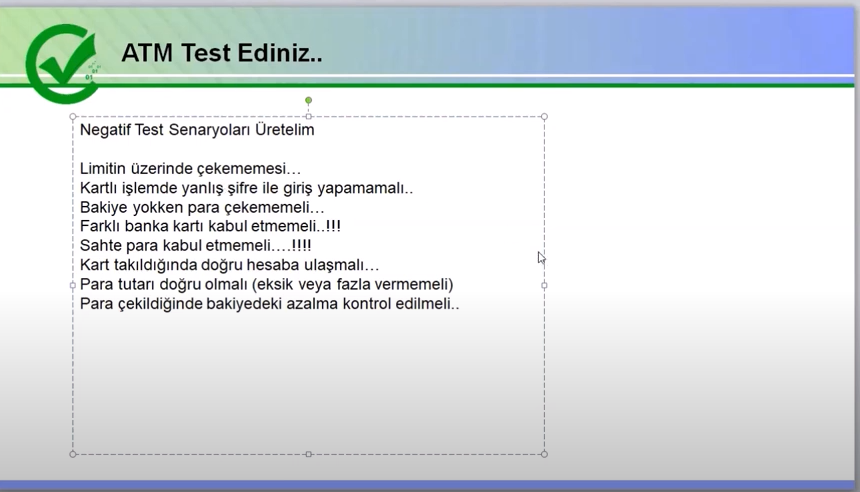 ATM Test Ediniz..
Negatif Test Senaryoları Üretelim
Limitin üzerinde çekememesi...
Kartlı işlemde yanlış şifre ile giriş yapamamalı..
Bakiye yokken para çekememeli...
Farklı banka kartı kabul etmemeli..!!!
Sahte para kabul etmemeli....!!!!
Kart takıldığında doğru hesaba ulaşmalı...
Para tutarı doğru olmalı (eksik veya fazla vermemeli)
Para çekildiğinde bakiyedeki azalma kontrol edilmeli..